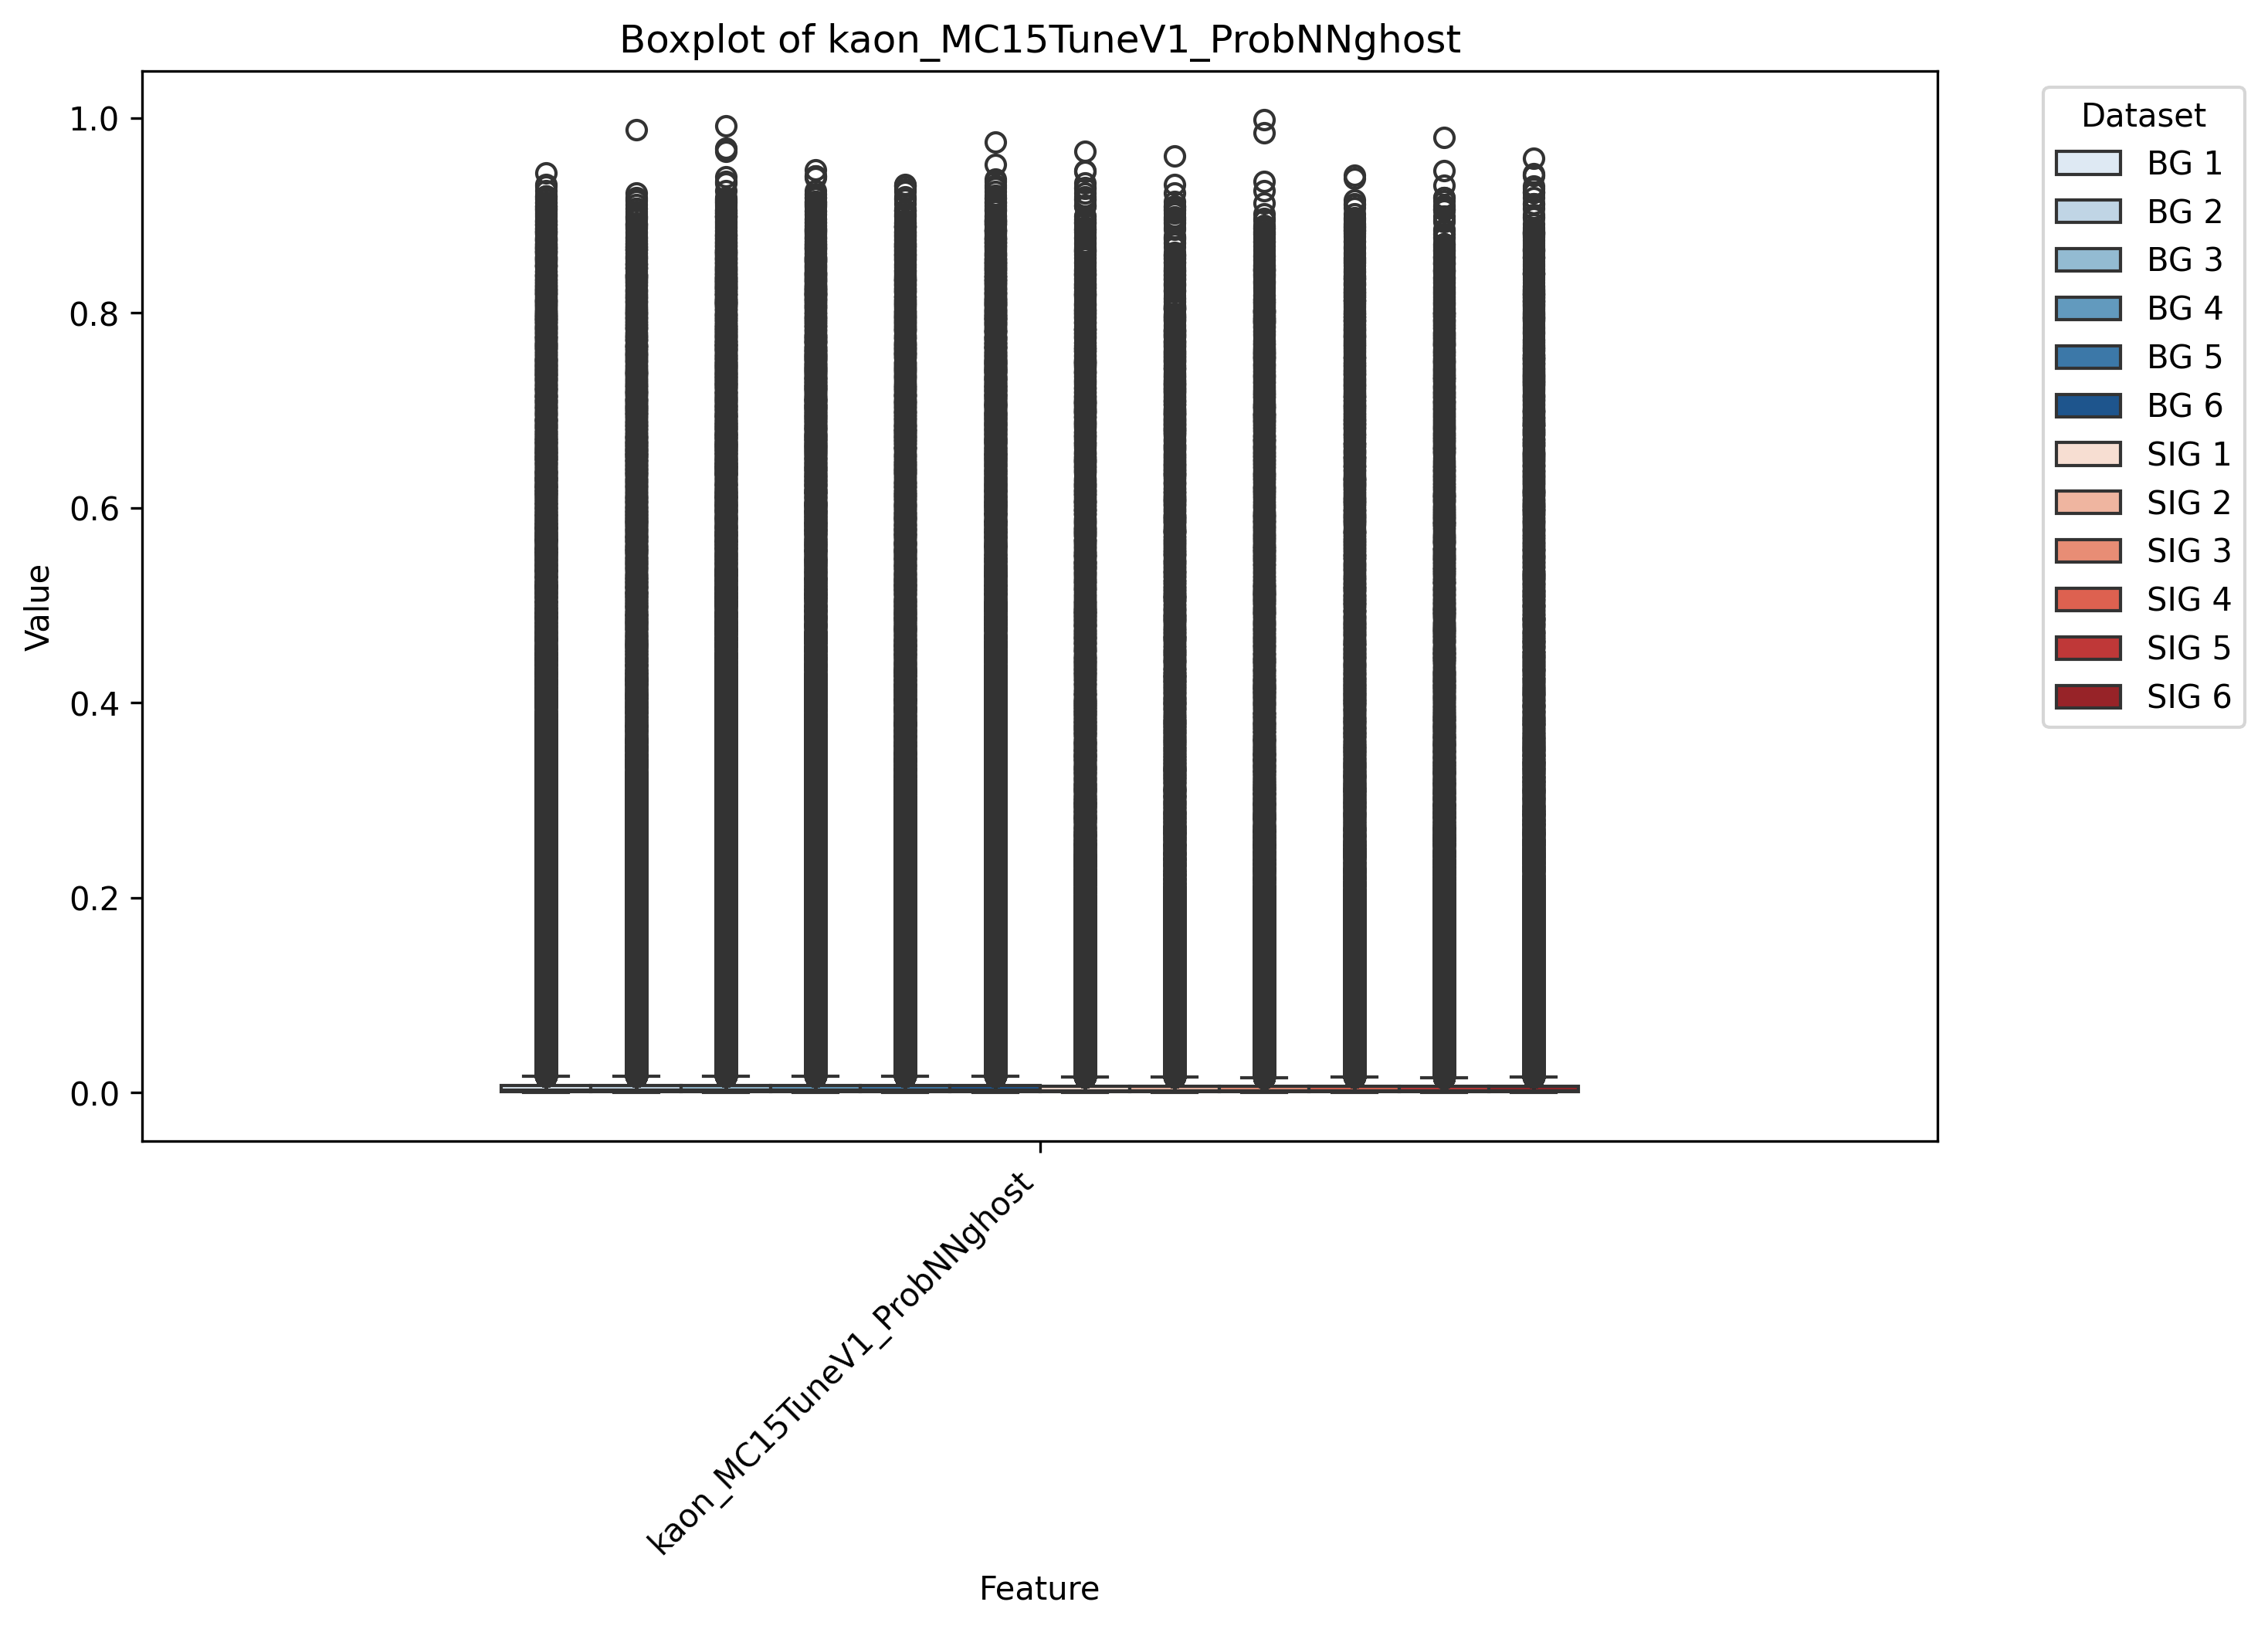 Boxplot of kaon_MC15TuneV1_ProbNNghost
Value
1.0
0.8
0.6
0.4
0.2
0.0
kaon_MC15TuneV1_ProbNNghost
Feature
Dataset
BG 1
BG 2
BG 3
BG 4
BG 5
BG 6
SIG 1
SIG 2
SIG 3
SIG 4
SIG 5
SIG 6